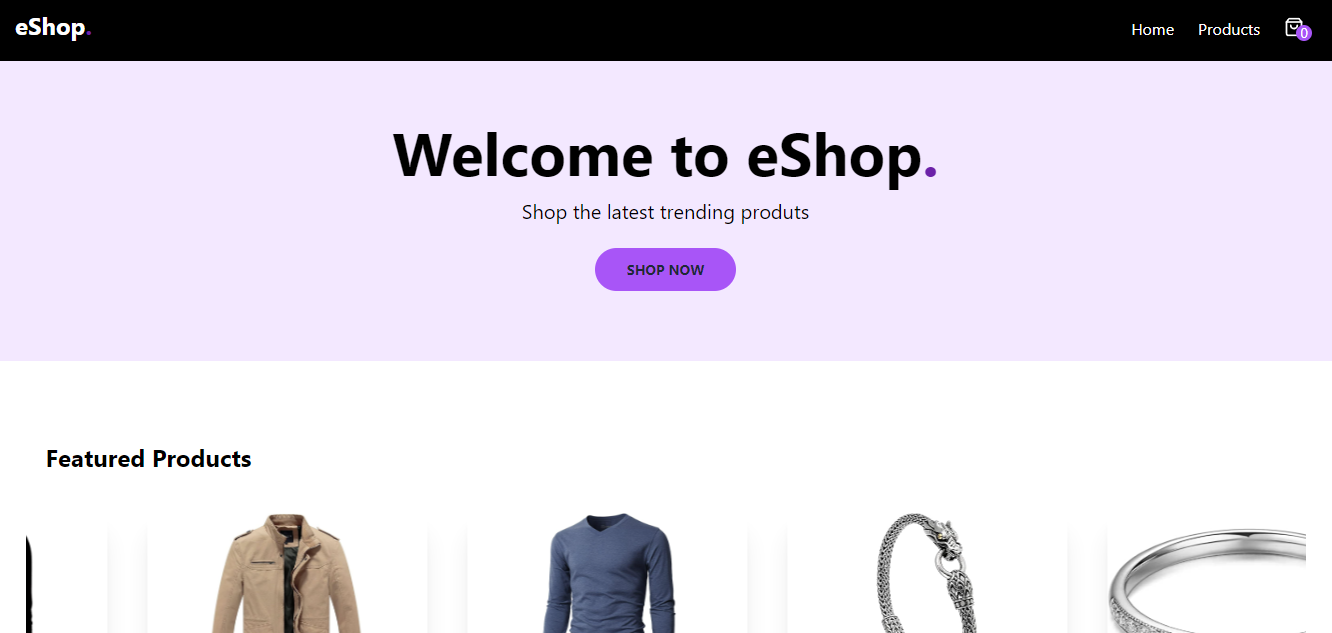 eShop.
Home Products 0
Welcome to eShop.
Shop the latest trending produts
SHOP NOW
Featured Products